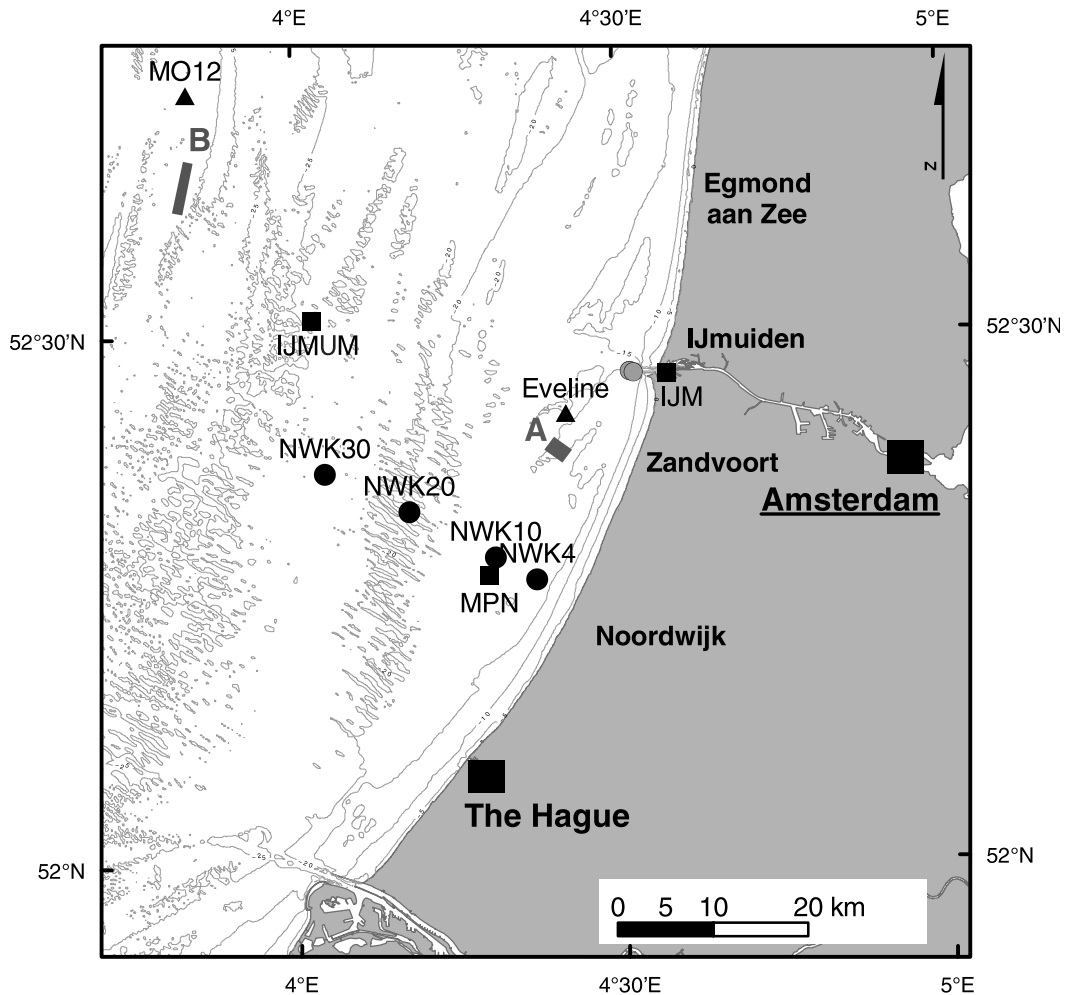 4°E
4°30'E
5°E
MO12
B
z
Egmond
aan Zee
52°30'N
52°30'N
IJMUM
IJmuiden
IJM
Eveline
A
NWK30
Zandvoort
NWK20
Amsterdam
NWK10
NWK4
MPN
Noordwijk
The Hague
52°N
52°N
0 5 10 20 km
4°E
4°30'E
5°E